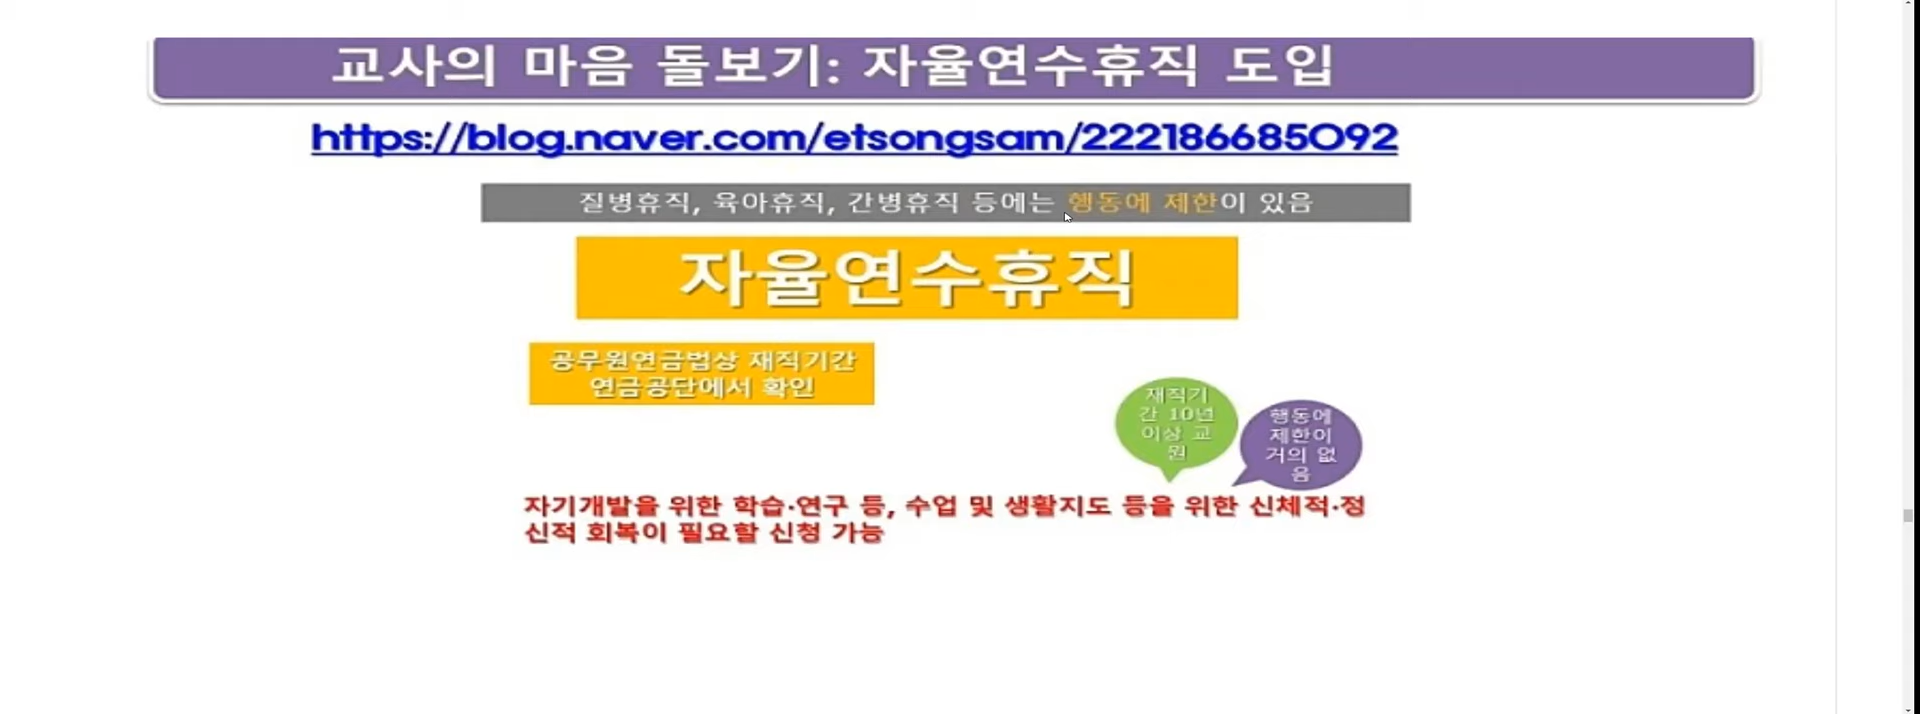 교사의 마음 돌보기: 자율연수휴직 도입
https://blog.naver.com/etsongsam/222186685092
질병휴직, 육아휴직, 간병휴직 등에는 행동에 제한이 있음
자율연수휴직
공무원연금법상 재직기간
연금공단에서 확인
재직기
간 10년
이상 교
원
행동에
제한이
거의 없
음
자기개발을 위한 학습·연구 등, 수업 및 생활지도 등을 위한 신체적·정
신적 회복이 필요할 신청 가능